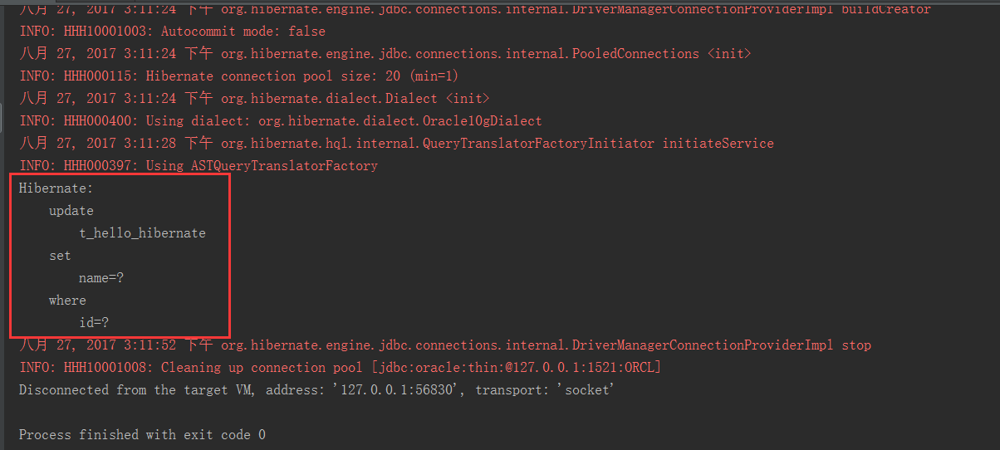 八月 27, 2017 3:11:24 下午 org.hibernate.engine.jdbc.connections.internal.DriverManagerConnectionProviderImpl buildCreator
INFO: HHH10001003: Autocommit mode: false
八月 27, 2017 3:11:24 下午 org.hibernate.engine.jdbc.connections.internal.PooledConnections <init>
INFO: HHH000115: Hibernate connection pool size: 20 (min=1)
八月 27, 2017 3:11:24 下午 org.hibernate.dialect.Dialect <init>
INFO: HHH000400: Using dialect: org.hibernate.dialect.Oracle10gDialect
八月 27, 2017 3:11:28 下午 org.hibernate.hql.internal.QueryTranslatorFactoryInitiator initiateService
INFO: HHH000397: Using ASTQueryTranslatorFactory
Hibernate:
    update
        t_hello_hibernate
    set
        name=?
    where
        id=?
八月 27, 2017 3:11:52 下午 org.hibernate.engine.jdbc.connections.internal.DriverManagerConnectionProviderImpl stop
INFO: HHH10001008: Cleaning up connection pool [jdbc:oracle:thin:@127.0.0.1:1521:ORCL]
Disconnected from the target VM, address: '127.0.0.1:56830', transport: 'socket'
Process finished with exit code 0